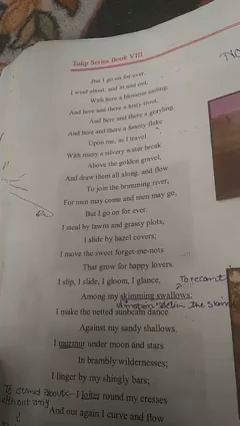 Tulip Series Book VIII
But I go on for ever.
I wind about, and in and out,
With here a blossom sailing,
And here and there a lusty trout,
And here and there a grayling,
And here and there a foamy flake
Upon me, as I travel
With many a silvery water break
Above the golden gravel,
And draw them all along, and flow
To join the brimming river;
For men may come and men may go,
But I go on for ever.
I steal by lawns and grassy plots,
I slide by hazel covers;
I move the sweet forget-me-nots
That grow for happy lovers.
I slip, I slide, I gloom, I glance,
Among my skimming swallows;
I make the netted sunbeam dance
Against my sandy shallows.
I murmur under moon and stars
In brambly wildernesses;
I linger by my shingly bars;
I loiter round my cresses
And out again I curve and flow